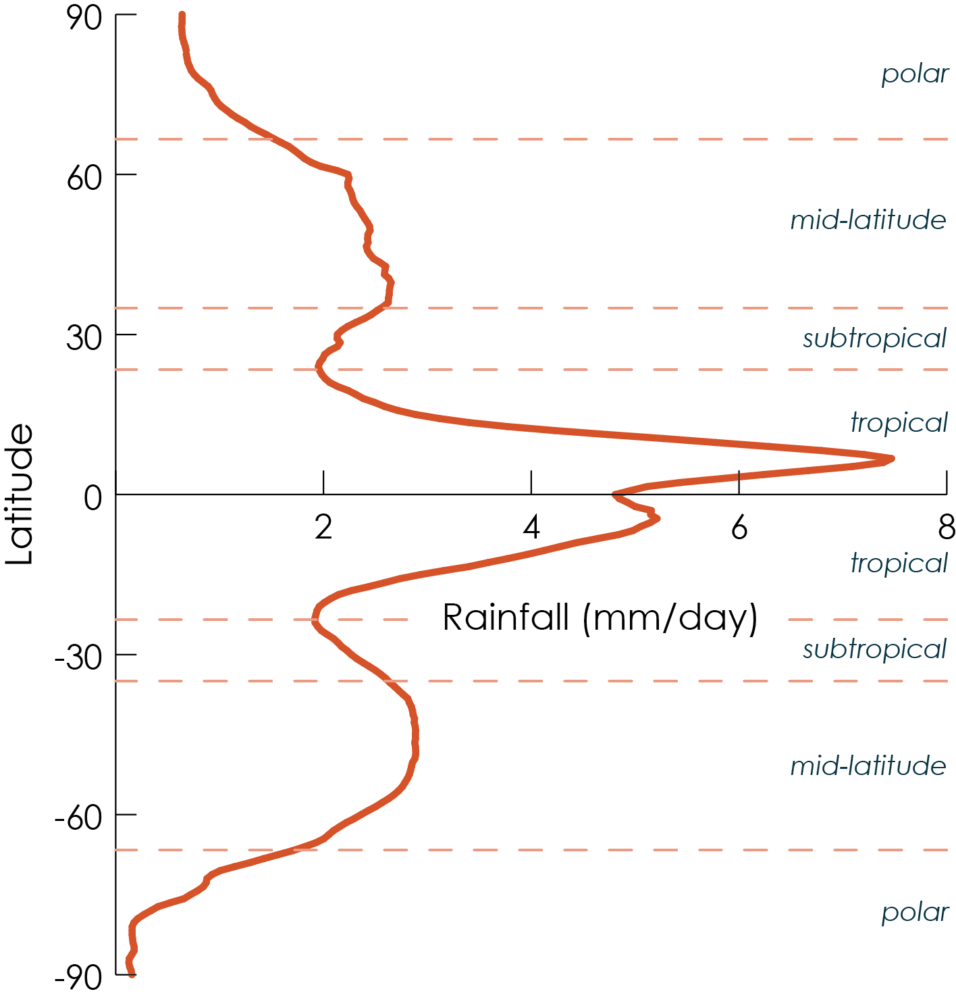 90
polar
60
mid-latitude
30
subtropical
tropical
Latitude
0
2 4 6 8
tropical
Rainfall (mm/day)
-30
subtropical
mid-latitude
-60
polar
-90